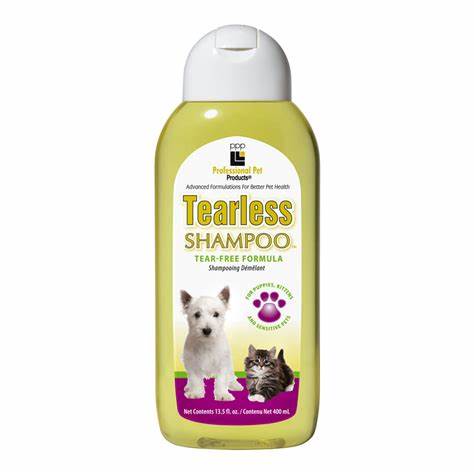 ppp
Professional Pet
Products®
Advanced Formulations For Better Pet Health
Tearless
SHAMPOO™
TEAR-FREE FORMULA
Shampooing Démêlant
FOR PUPPIES, KITTENS
AND SENSITIVE PETS
Net Contents 13.5 fl. oz. / Contenu Net 400 mL